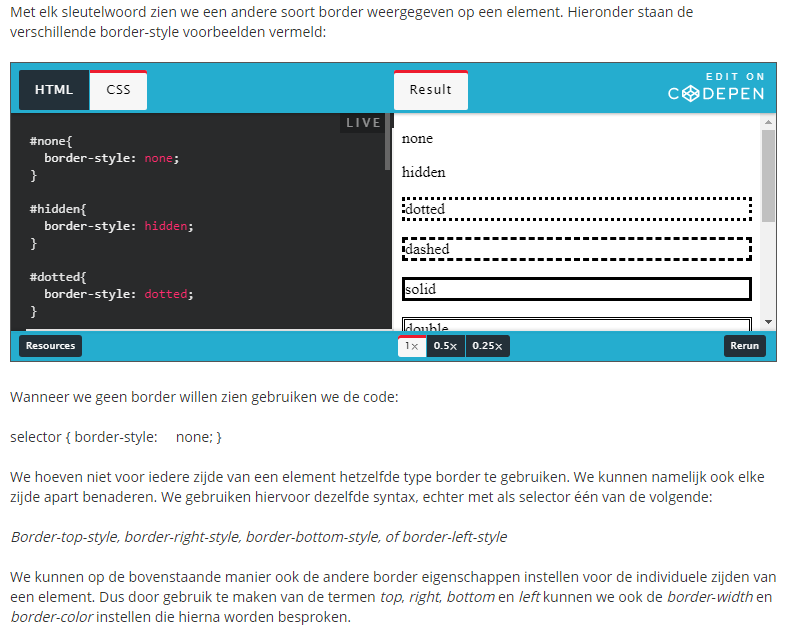 Met elk sleutelwoord zien we een andere soort border weergegeven op een element. Hieronder staan de
verschillende border-style voorbeelden vermeld:
HTML
CSS
Result
EDIT ON
CODEPEN
LIVE
#none{
border-style: none;
}
#hidden{
border-style: hidden;
}
#dotted{
border-style: dotted;
}
none
hidden
dotted
dashed
solid
double
Resources
1x
0.5x
0.25x
Rerun
Wanneer we geen border willen zien gebruiken we de code:
selector { border-style: none; }
We hoeven niet voor iedere zijde van een element hetzelfde type border te gebruiken. We kunnen namelijk ook elke
zijde apart benaderen. We gebruiken hiervoor dezelfde syntax, echter met als selector één van de volgende:
Border-top-style, border-right-style, border-bottom-style, of border-left-style
We kunnen op de bovenstaande manier ook de andere border eigenschappen instellen voor de individuele zijden van
een element. Dus door gebruik te maken van de termen top, right, bottom en left kunnen we ook de border-width en
border-color instellen die hierna worden besproken.